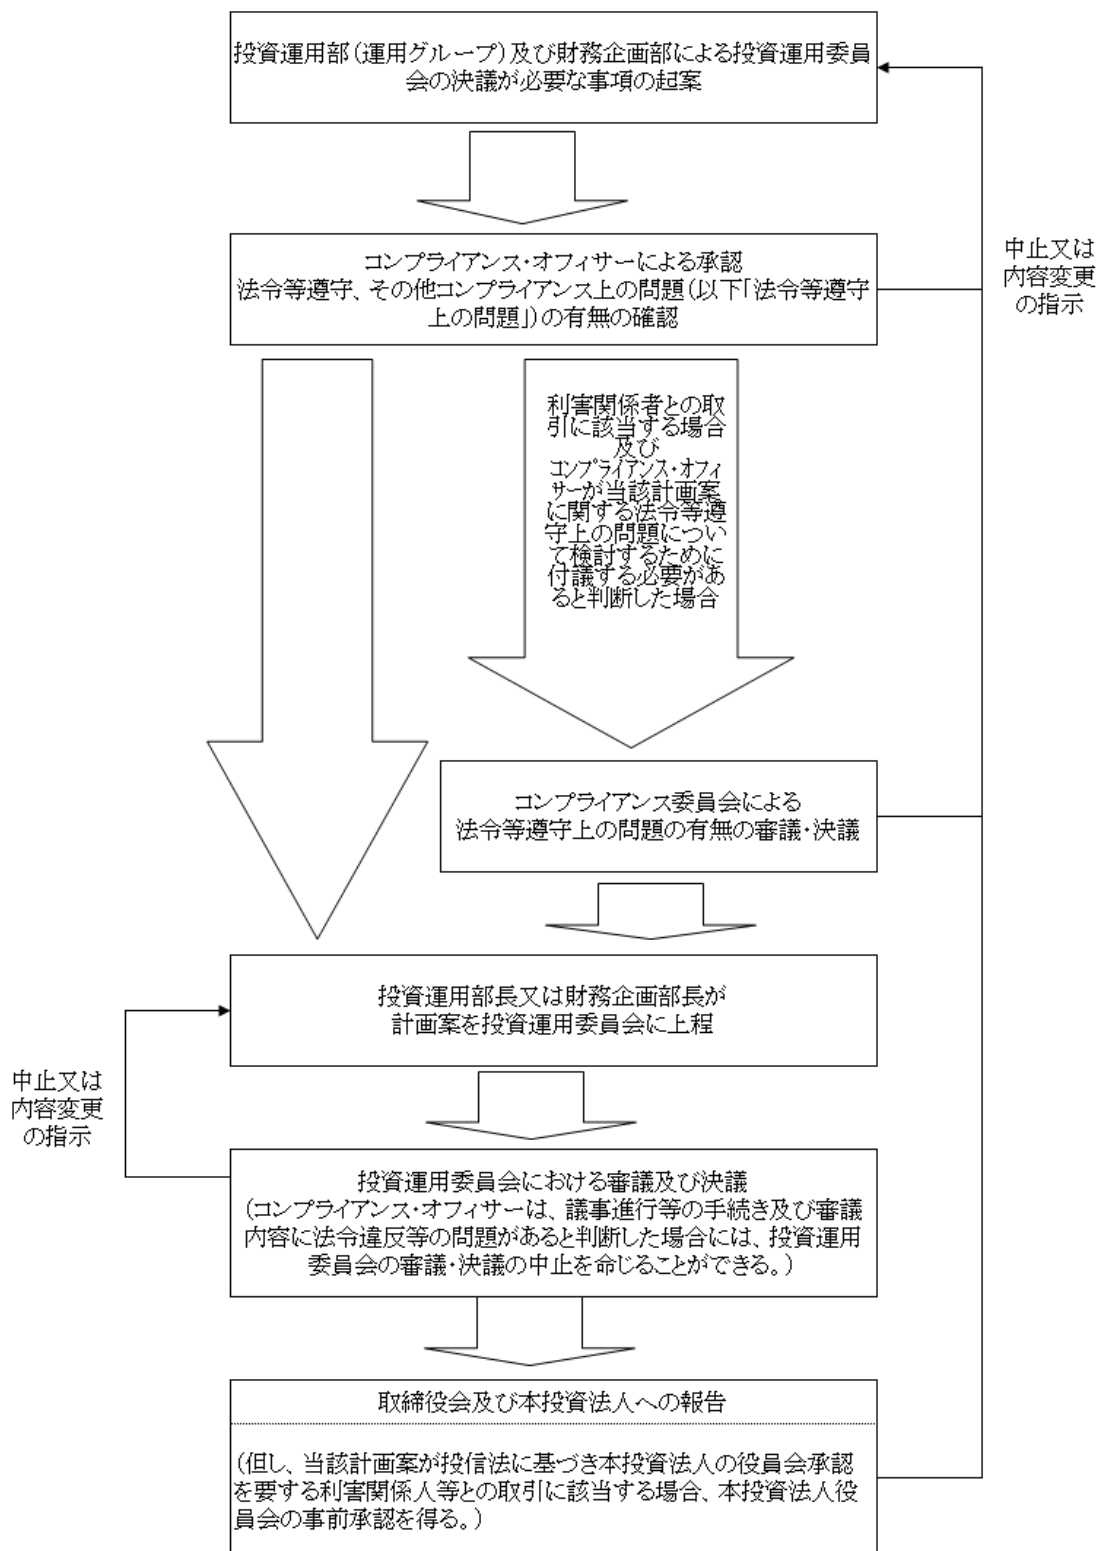 投資運用部（運用グループ）及び財務企画部による投資運用委員
会の決議が必要な事項の起案
中止又は
内容変更
の指示
コンプライアンス・オフィサーによる承認
法令等遵守、その他コンプライアンス上の問題（以下「法令等遵守
上の問題」）の有無の確認
利害関係者との取
引に該当する場合
及び
コンプライアンス・オフィ
サーが当該計画案
に関する法令等遵
守上の問題につい
て検討するために
付議する必要があ
ると判断した場合
コンプライアンス委員会による
法令等遵守上の問題の有無の審議・決議
投資運用部長又は財務企画部長が
計画案を投資運用委員会に上程
中止又は
内容変更
の指示
投資運用委員会における審議及び決議
（コンプライアンス・オフィサーは、議事進行等の手続き及び審議
内容に法令違反等の問題があると判断した場合には、投資運用
委員会の審議・決議の中止を命じることができる。）
取締役会及び本投資法人への報告
（但し、当該計画案が投信法に基づき本投資法人の役員会承認
を要する利害関係人等との取引に該当する場合、本投資法人役
員会の事前承認を得る。）